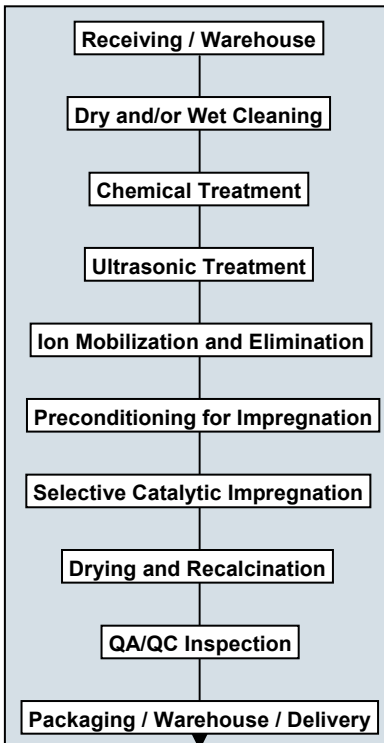 Receiving / Warehouse
Dry and/or Wet Cleaning
Chemical Treatment
Ultrasonic Treatment
Ion Mobilization and Elimination
Preconditioning for Impregnation
Selective Catalytic Impregnation
Drying and Recalcination
QA/QC Inspection
Packaging / Warehouse / Delivery